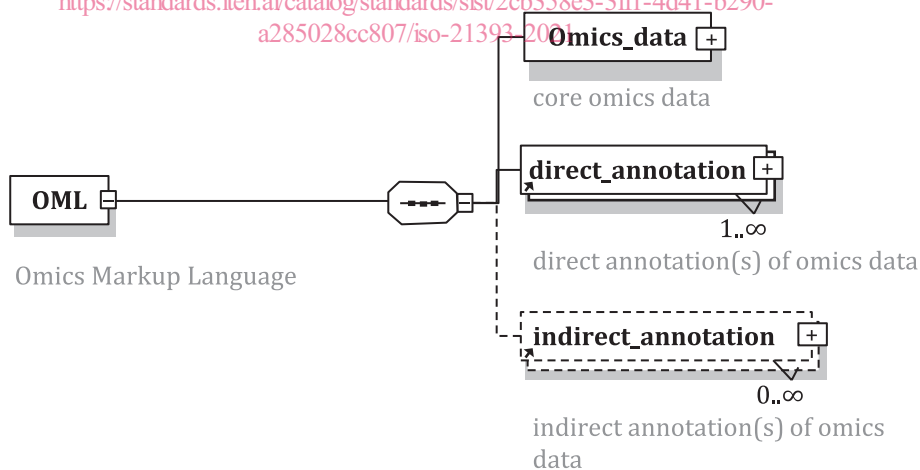 a285028cc807/iso-21393-2021
Omics_data
core omics data
direct_annotation
1..∞
direct annotation(s) of omics data
OML
Omics Markup Language
indirect_annotation
0..∞
indirect annotation(s) of omics
data